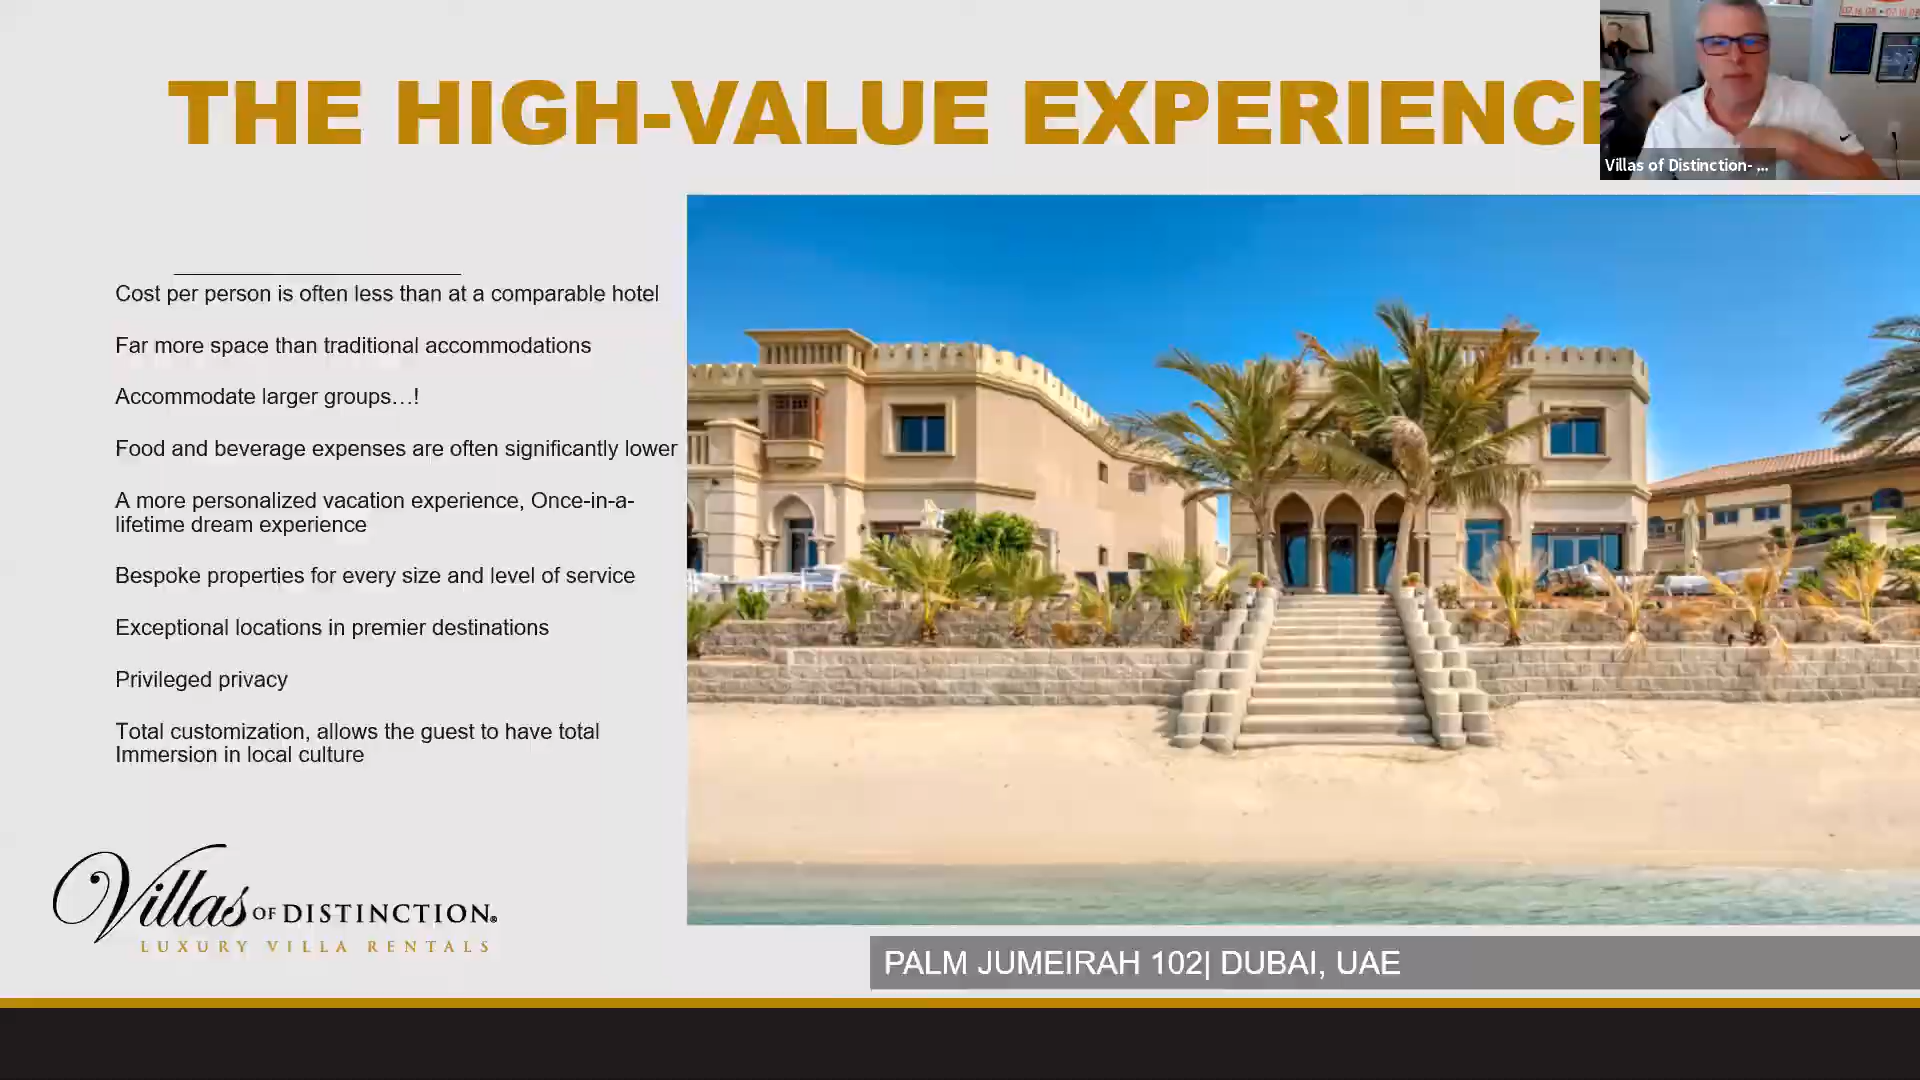 THE HIGH-VALUE EXPERIENC
Villas of Distinction- ...
Cost per person is often less than at a comparable hotel
Far more space than traditional accommodations
Accommodate larger groups…!
Food and beverage expenses are often significantly lower
A more personalized vacation experience, Once-in-a-
lifetime dream experience
Bespoke properties for every size and level of service
Exceptional locations in premier destinations
Privileged privacy
Total customization, allows the guest to have total
Immersion in local culture
Villas OF DISTINCTION®
LUXURY VILLA RENTALS
PALM JUMEIRAH 102| DUBAI, UAE